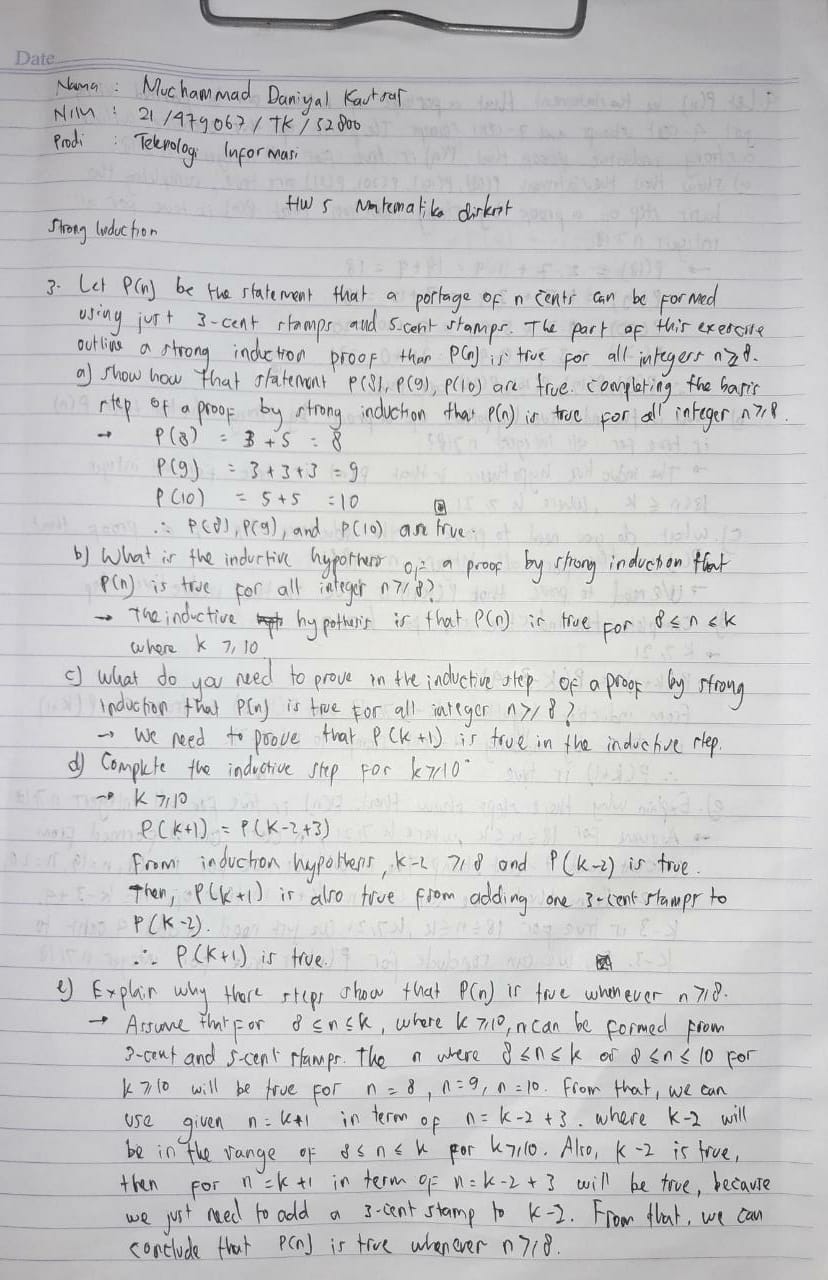 Date
Nama : Muchammad Daniyal Kautsar
NIM : 21/479067/TK/52800
Prodi : Teknologi Informasi
HW 5 Matematika diskrit
Strong Induction
3. Let P(n) be the statement that a portage of n cents can be formed
using just 3-cent stamps and 5-cent stamps. The part of this exercise
outline a strong induction proof than P(n) is true for all integers n≥8.
a) show how that statement P(8), P(9), P(10) are true. Completing the basis
step of a proof by strong induction that P(n) is true for all integer n≥8.
→ P(8) = 3+5 = 8
P(9) = 3+3+3 = 9
P(10) = 5+5 = 10
∴ P(8), P(9), and P(10) are true.
b) What is the inductive hypothesis of a proof by strong induction that
P(n) is true for all integer n≥8?
→ The inductive hypothesis is that P(n) is true for 8≤n≤k
where k ≥ 10
c) What do you need to prove in the inductive step of a proof by strong
induction that P(n) is true for all integer n≥8?
→ We need to prove that P(k+1) is true in the inductive step.
d) Complete the inductive step for k≥10
→ k≥10
P(k+1) = P(k-2+3)
From induction hypothesis, k-2 ≥ 8 and P(k-2) is true.
Then, P(k+1) is also true from adding one 3-cent stamps to
P(k-2).
∴ P(k+1) is true.
e) Explain why those steps show that P(n) is true whenever n≥8.
→ Assume that for 8≤n≤k, where k≥10, n can be formed from
3-cent and 5-cent stamps. The n where 8≤n≤k or 8≤n≤10 for
k≥10 will be true for n=8, n=9, n=10. From that, we can
use given n=k+1 in term of n=k-2+3. where k-2 will
be in the range of 8≤n≤k for k≥10. Also, k-2 is true,
then for n=k+1 in term of n=k-2+3 will be true, because
we just need to add a 3-cent stamp to k-2. From that, we can
conclude that P(n) is true whenever n≥8.